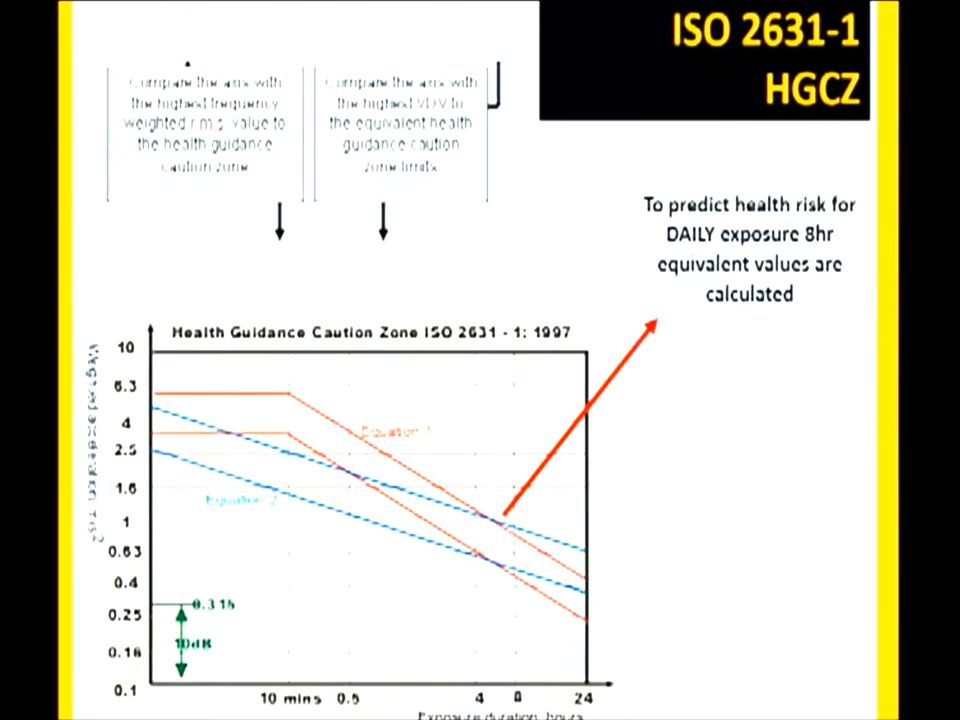 ISO 2631-1
HGCZ
Compare the axis with
the highest frequency
weighted r.m.s. value to
the health guidance
caution zone
Compare the axis with
the highest VDV to
the equivalent health
guidance caution
zone limits
To predict health risk for
DAILY exposure 8hr
equivalent values are
calculated
Health Guidance Caution Zone ISO 2631 - 1: 1997
10
6.3
4
2.5
1.6
1
0.63
0.4
0.25
0.16
0.1
Equation 1
Equation 2
0.315
10dB
10 mins 0.5 4 8 24
Exposure duration, hours